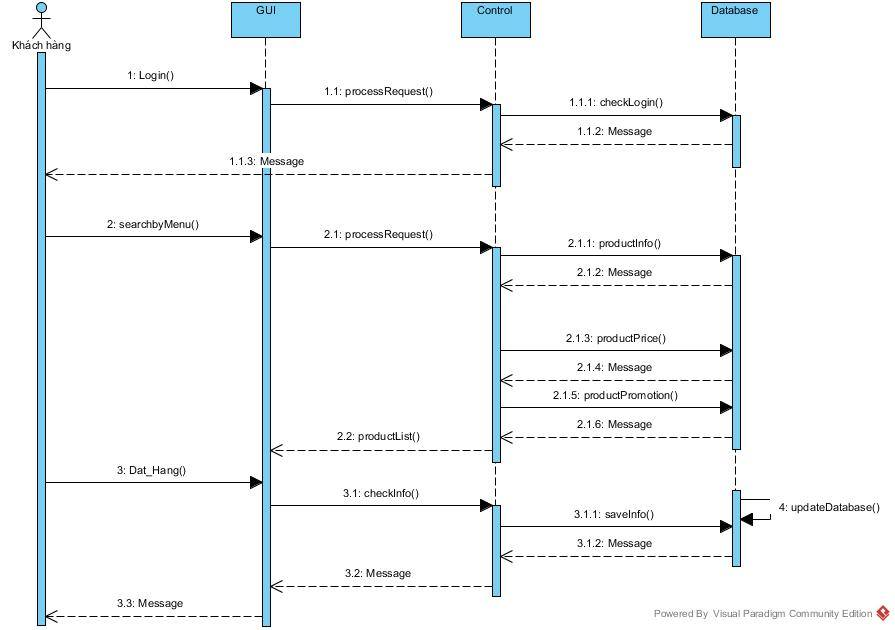 GUI
Control
Database
Khách hàng
1: Login()
1.1: processRequest()
1.1.1: checkLogin()
1.1.2: Message
1.1.3: Message
2: searchbyMenu()
2.1: processRequest()
2.1.1: productInfo()
2.1.2: Message
2.1.3: productPrice()
2.1.4: Message
2.1.5: productPromotion()
2.1.6: Message
2.2: productList()
3: Dat_Hang()
3.1: checkInfo()
4: updateDatabase()
3.1.1: saveInfo()
3.1.2: Message
3.2: Message
3.3: Message
Powered By Visual Paradigm Community Edition